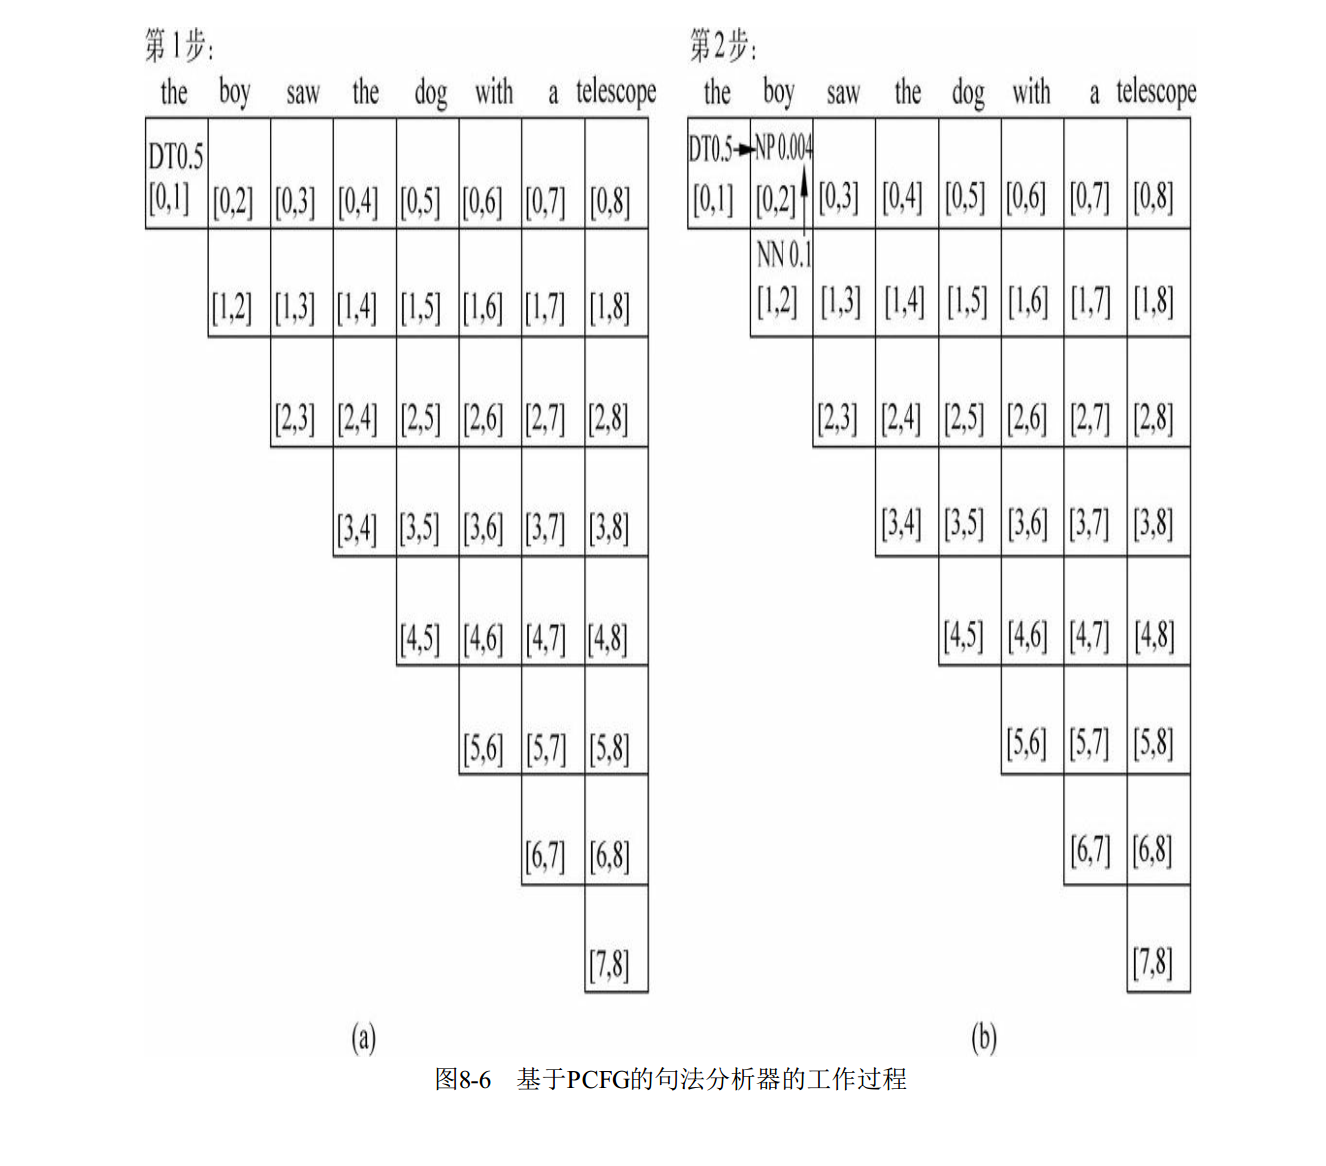 第1步:
the boy saw the dog with a telescope
DT0.5
[0,1] [0,2] [0,3] [0,4] [0,5] [0,6] [0,7] [0,8]
[1,2] [1,3] [1,4] [1,5] [1,6] [1,7] [1,8]
[2,3] [2,4] [2,5] [2,6] [2,7] [2,8]
[3,4] [3,5] [3,6] [3,7] [3,8]
[4,5] [4,6] [4,7] [4,8]
[5,6] [5,7] [5,8]
[6,7] [6,8]
[7,8]
(a)
第2步:
the boy saw the dog with a telescope
DT0.5 NP 0.004
[0,1] [0,2] [0,3] [0,4] [0,5] [0,6] [0,7] [0,8]
NN 0.1
[1,2] [1,3] [1,4] [1,5] [1,6] [1,7] [1,8]
[2,3] [2,4] [2,5] [2,6] [2,7] [2,8]
[3,4] [3,5] [3,6] [3,7] [3,8]
[4,5] [4,6] [4,7] [4,8]
[5,6] [5,7] [5,8]
[6,7] [6,8]
[7,8]
(b)
图8-6 基于PCFG的句法分析器的工作过程